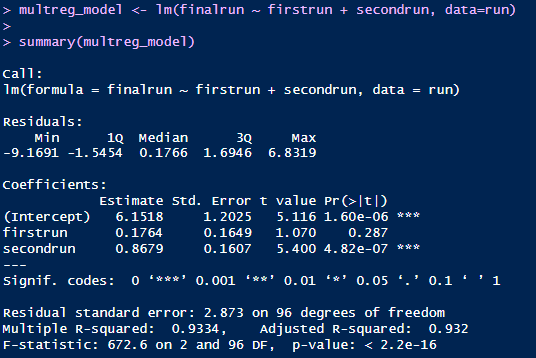 > multreg_model <- lm(finalrun ~ firstrun + secondrun, data=run)
>
> summary(multreg_model)
Call:
lm(formula = finalrun ~ firstrun + secondrun, data = run)
Residuals:
    Min      1Q  Median      3Q     Max
-9.1691 -1.5454  0.1766  1.6946  6.8319
Coefficients:
            Estimate Std. Error t value Pr(>|t|)
(Intercept)   6.1518     1.2025   5.116 1.60e-06 ***
firstrun      0.1764     0.1649   1.070    0.287
secondrun     0.8679     0.1607   5.400 4.82e-07 ***
---
Signif. codes:  0 ‘***’ 0.001 ‘**’ 0.01 ‘*’ 0.05 ‘.’ 0.1 ‘ ’ 1
Residual standard error: 2.873 on 96 degrees of freedom
Multiple R-squared:  0.9334,    Adjusted R-squared:  0.932
F-statistic: 672.6 on 2 and 96 DF,  p-value: < 2.2e-16